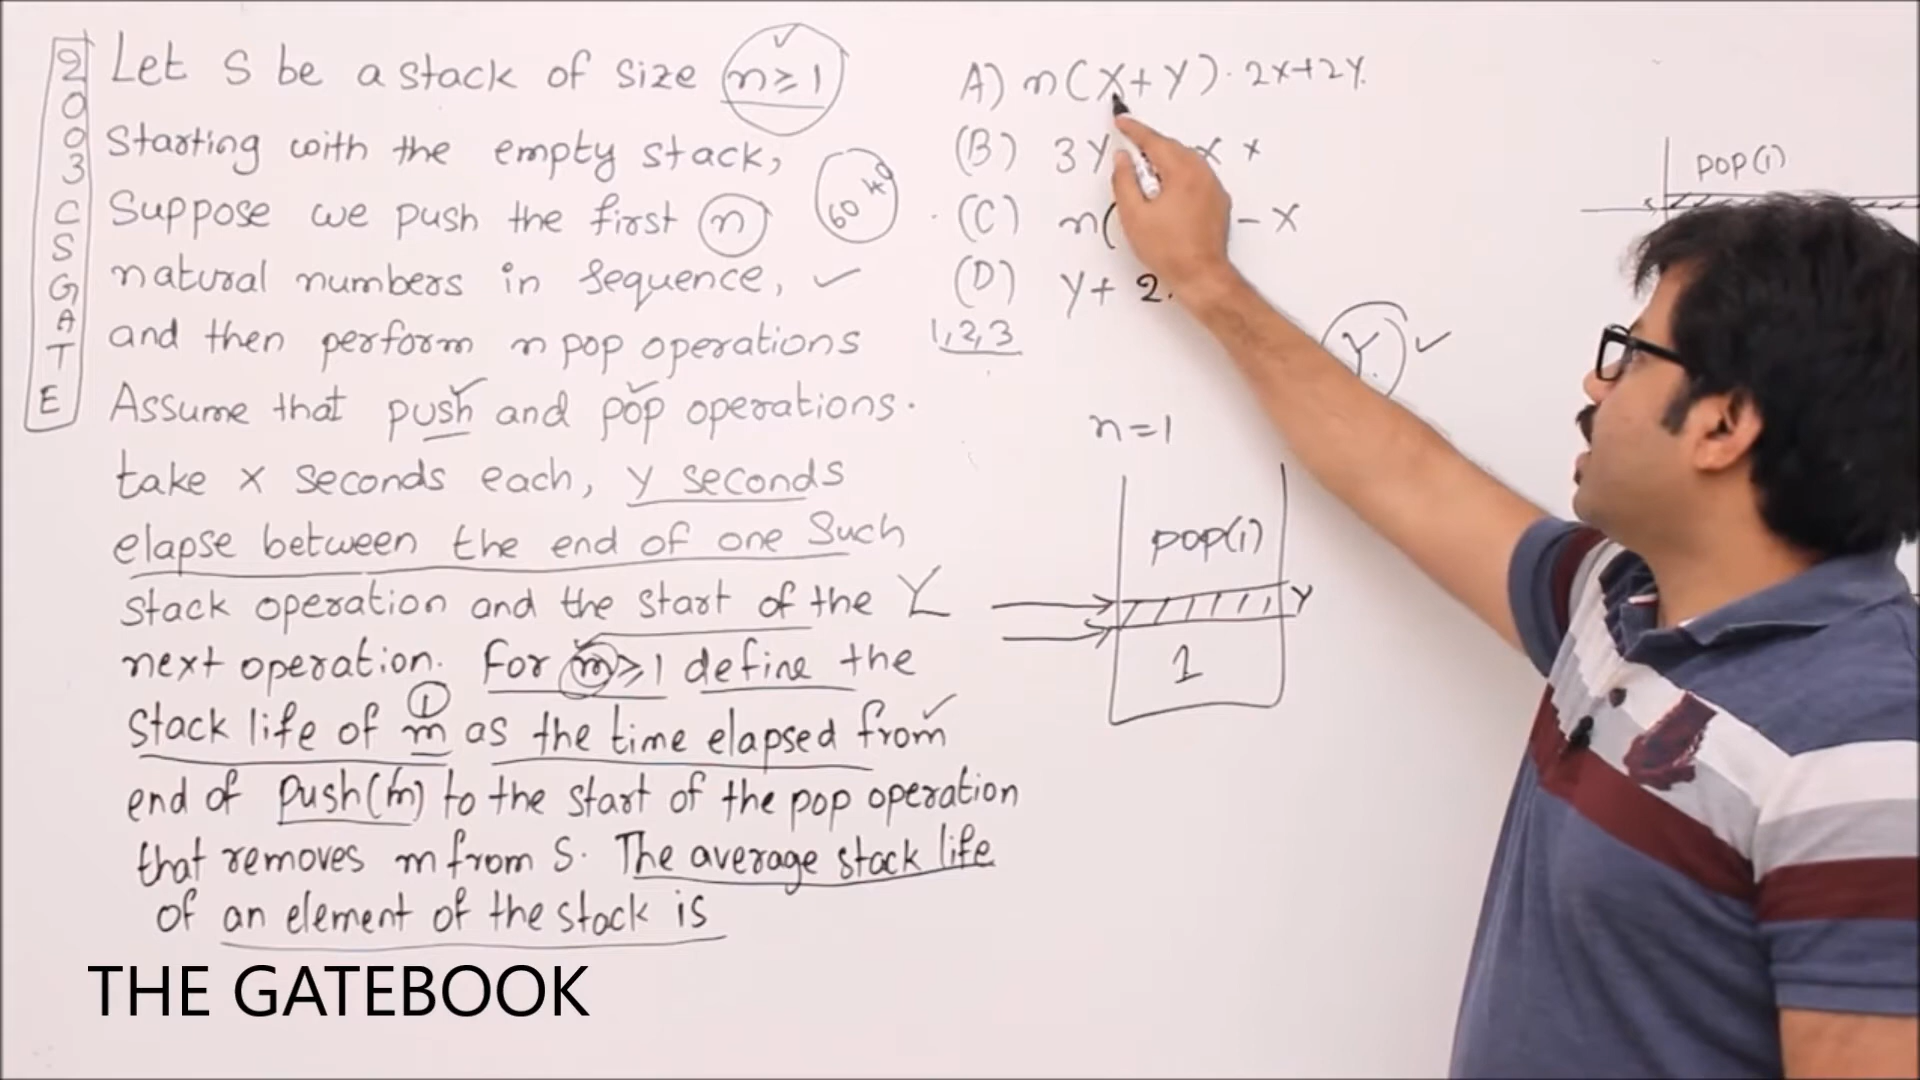 2003 CS GATE
Let S be a stack of size n ≥ 1
Starting with the empty stack,
Suppose we push the first n
natural numbers in sequence,
and then perform n pop operations
Assume that push and pop operations.
take x seconds each, y seconds
elapse between the end of one such
stack operation and the start of the Y
next operation. For m ≥ 1 define the
1
stack life of m as the time elapsed from
end of push(m) to the start of the pop operation
that removes m from S. The average stack life
of an element of the stack is
60 40
A) n(X+Y). 2X+2Y.
(B) 3Y x x
(C) n( - X
(D) Y+ 2.
1,2,3
Y.
n=1
pop(1)
Y
1
pop(1)
THE GATEBOOK